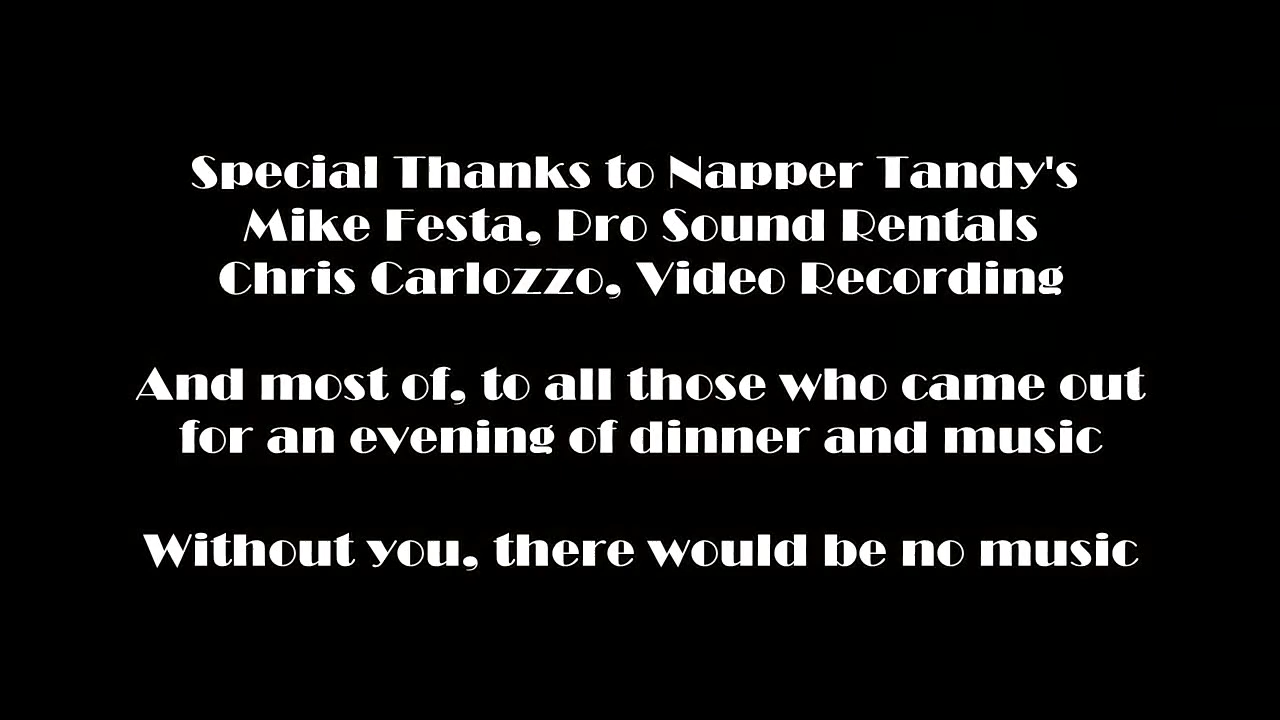 Special Thanks to Napper Tandy's
Mike Festa, Pro Sound Rentals
Chris Carlozzo, Video Recording
And most of, to all those who came out
for an evening of dinner and music
Without you, there would be no music